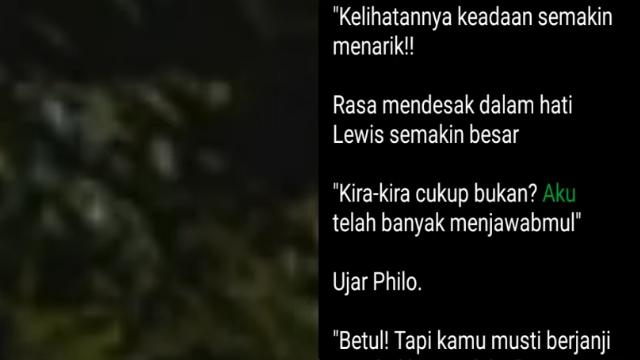 "Kelihatannya keadaan semakin
menarik!!
Rasa mendesak dalam hati
Lewis semakin besar
"Kira-kira cukup bukan? Aku
telah banyak menjawabmul"
Ujar Philo.
"Betul! Tapi kamu musti berjanji